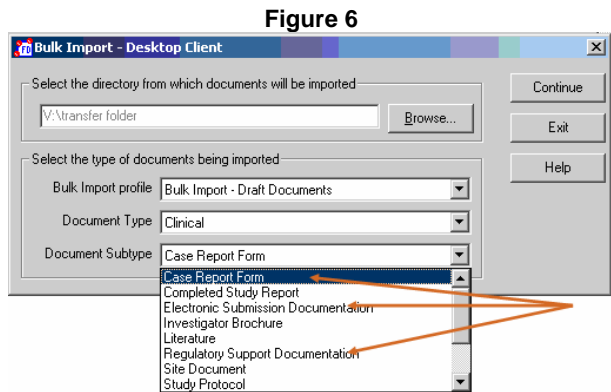 Figure 6
Bulk Import - Desktop Client
Select the directory from which documents will be imported
Continue
V:\transfer folder
Browse...
Exit
Select the type of documents being imported
Help
Bulk Import profile
Bulk Import - Draft Documents
Document Type
Clinical
Document Subtype
Case Report Form
Case Report Form
Completed Study Report
Electronic Submission Documentation
Investigator Brochure
Literature
Regulatory Support Documentation
Site Document
Study Protocol